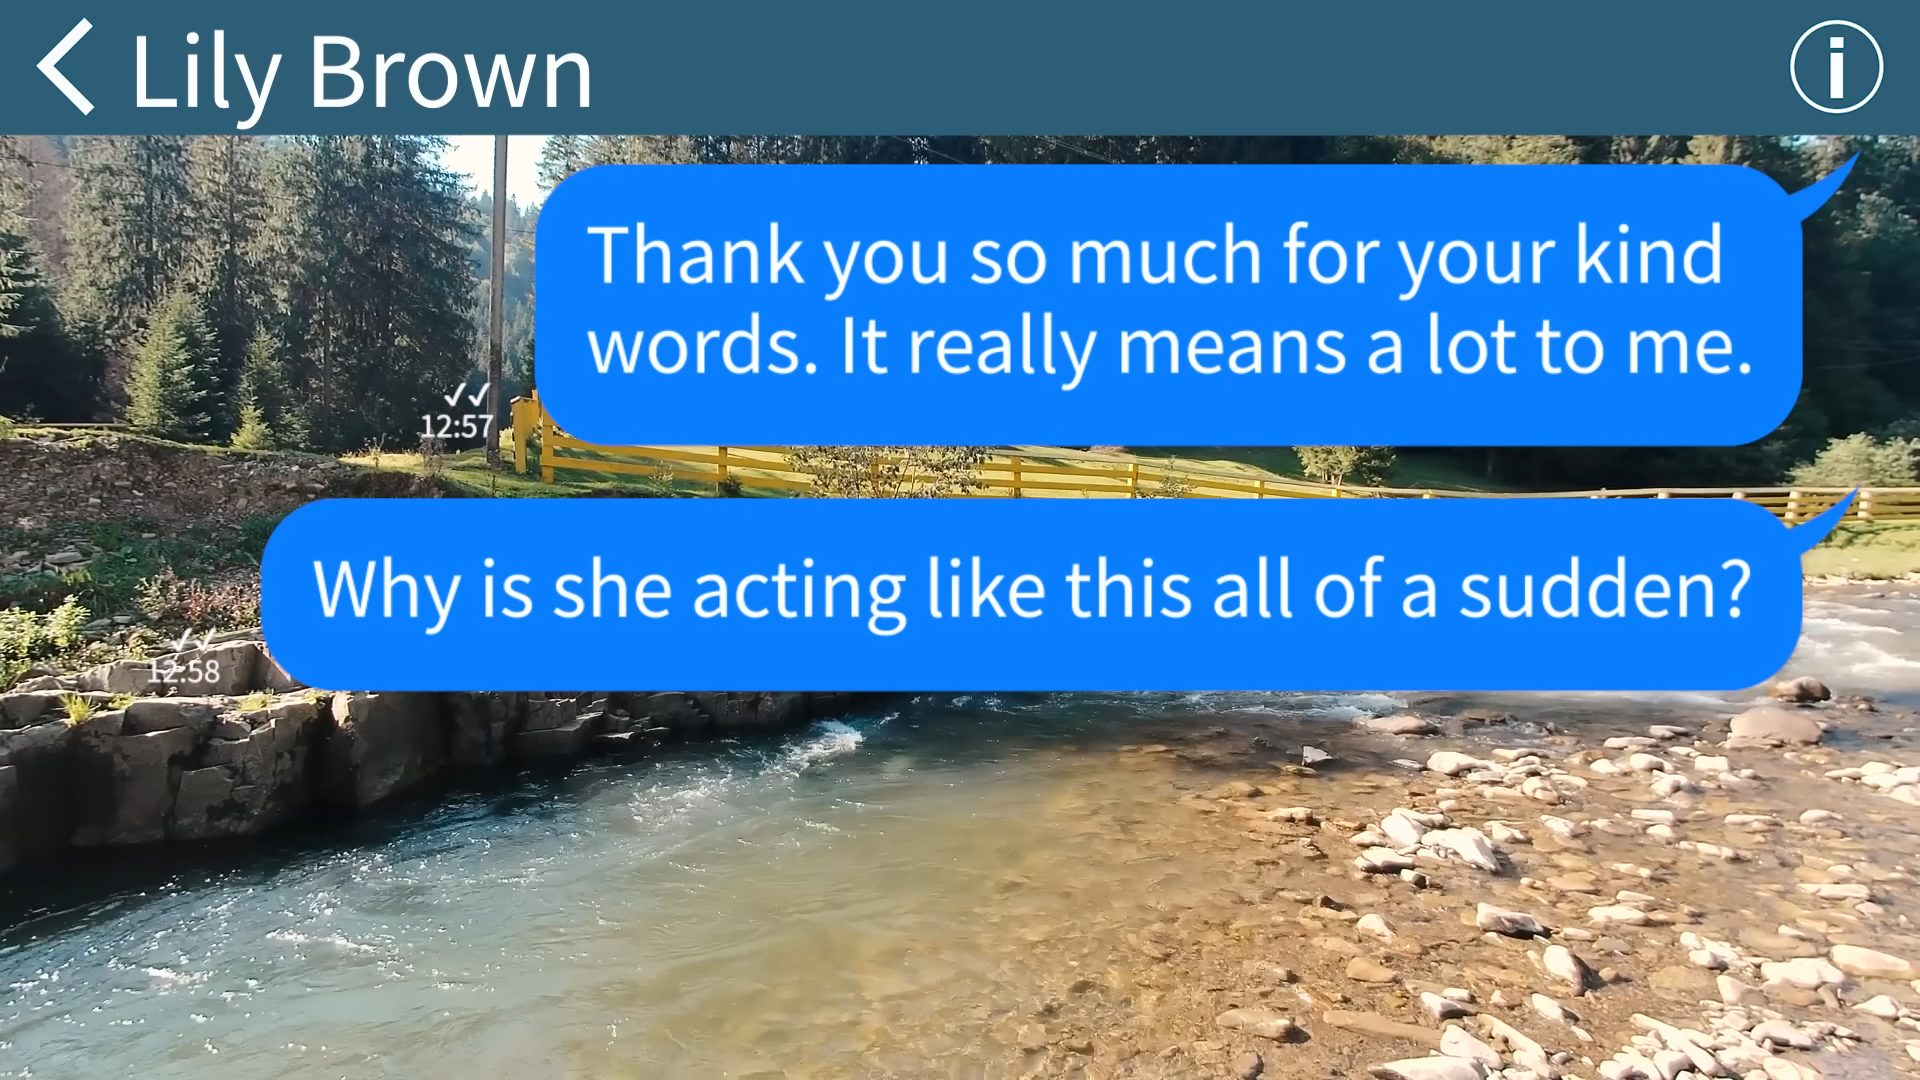 Lily Brown
Thank you so much for your kind
words. It really means a lot to me.
12:57
Why is she acting like this all of a sudden?
12:58